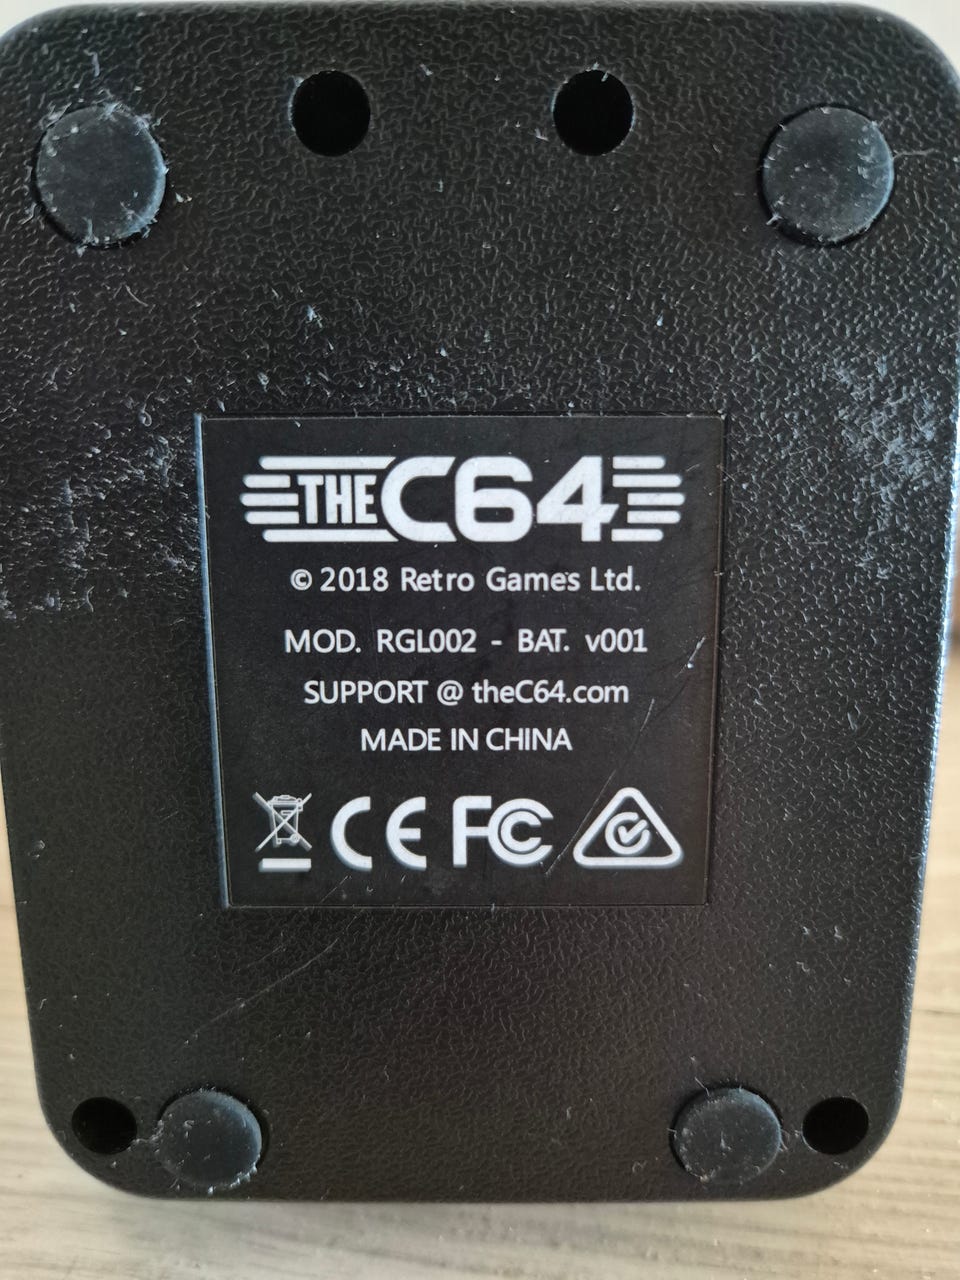 THEC64
© 2018 Retro Games Ltd.
MOD. RGL002 - BAT. v001
SUPPORT @ theC64.com
MADE IN CHINA
CE FC